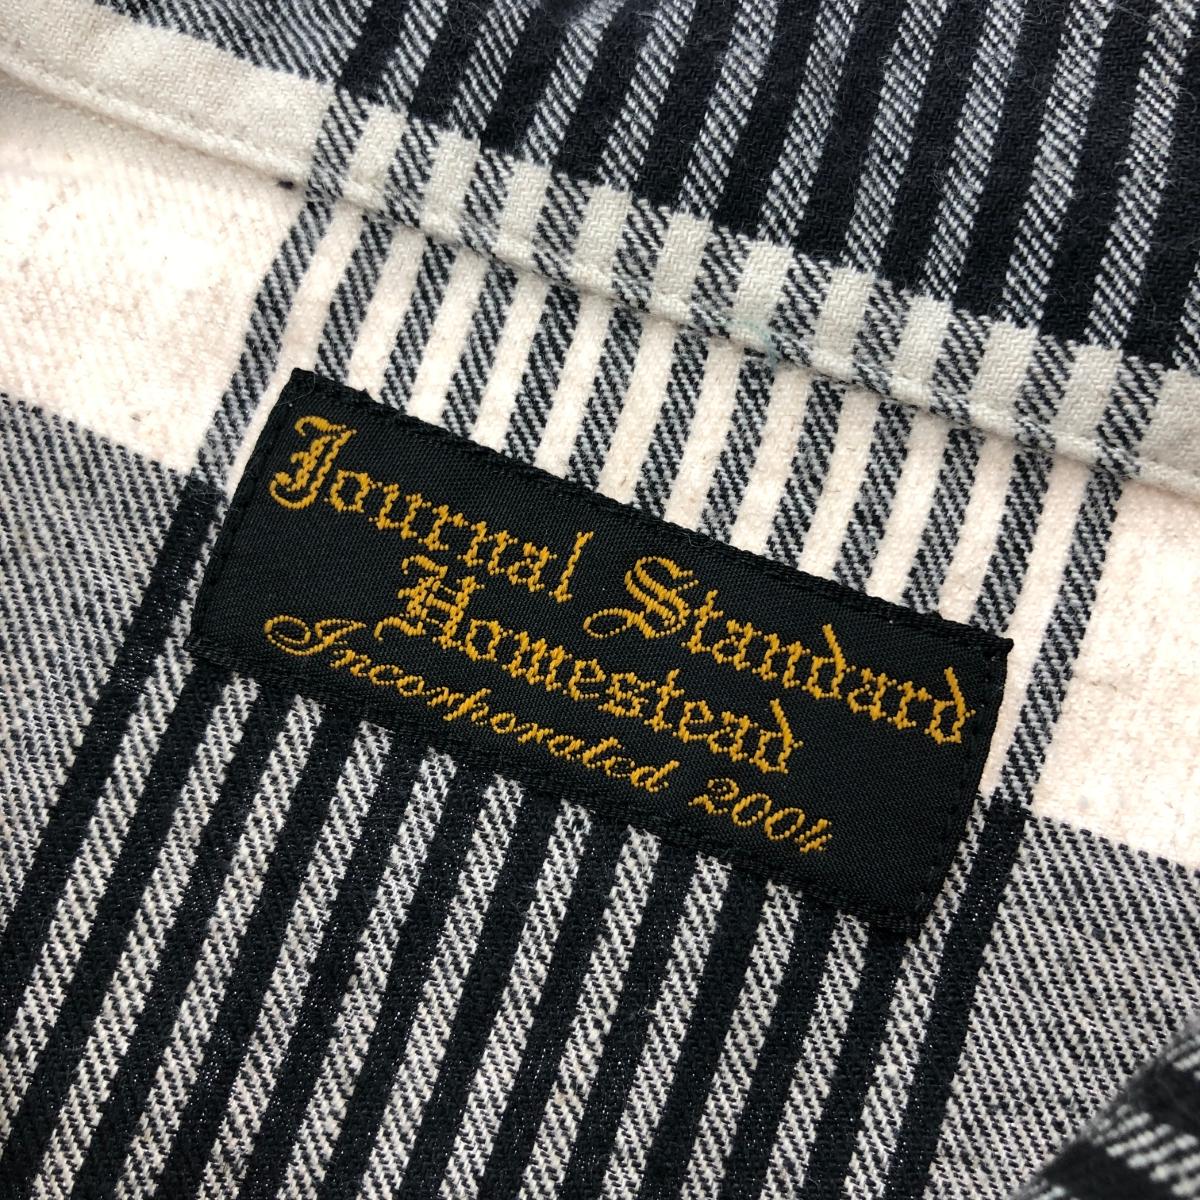 Journal Standard
Homestead
Incorporated 2004